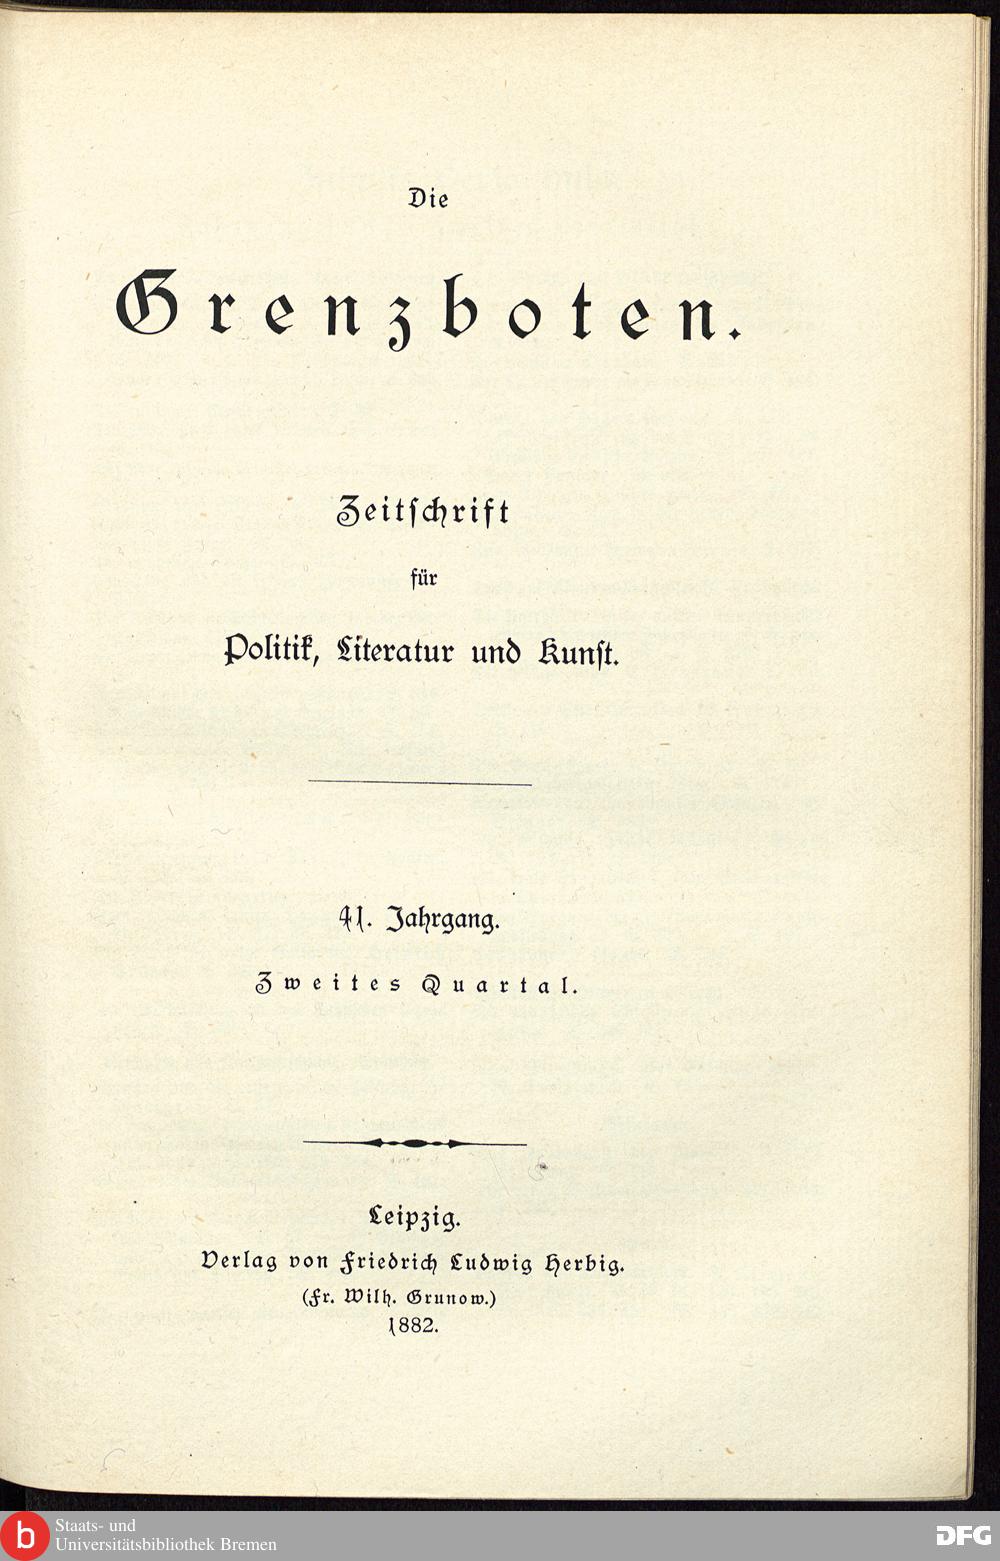 Die
Grenzboten.
Zeitschrift
für
Politik, Literatur und Kunst.
41. Jahrgang.
Zweites Quartal.
Leipzig.
Verlag von Friedrich Ludwig Herbig.
(Fr. Wilh. Grunow.)
1882.
b
Staats- und
Universitätsbibliothek Bremen
DFG